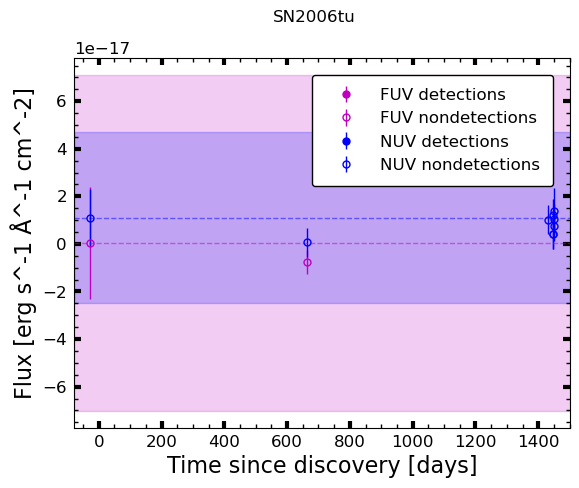 SN2006tu
1e−17
Flux [erg s^-1 Å^-1 cm^-2]
6
4
2
0
−2
−4
−6
FUV detections
FUV nondetections
NUV detections
NUV nondetections
0 200 400 600 800 1000 1200 1400
Time since discovery [days]